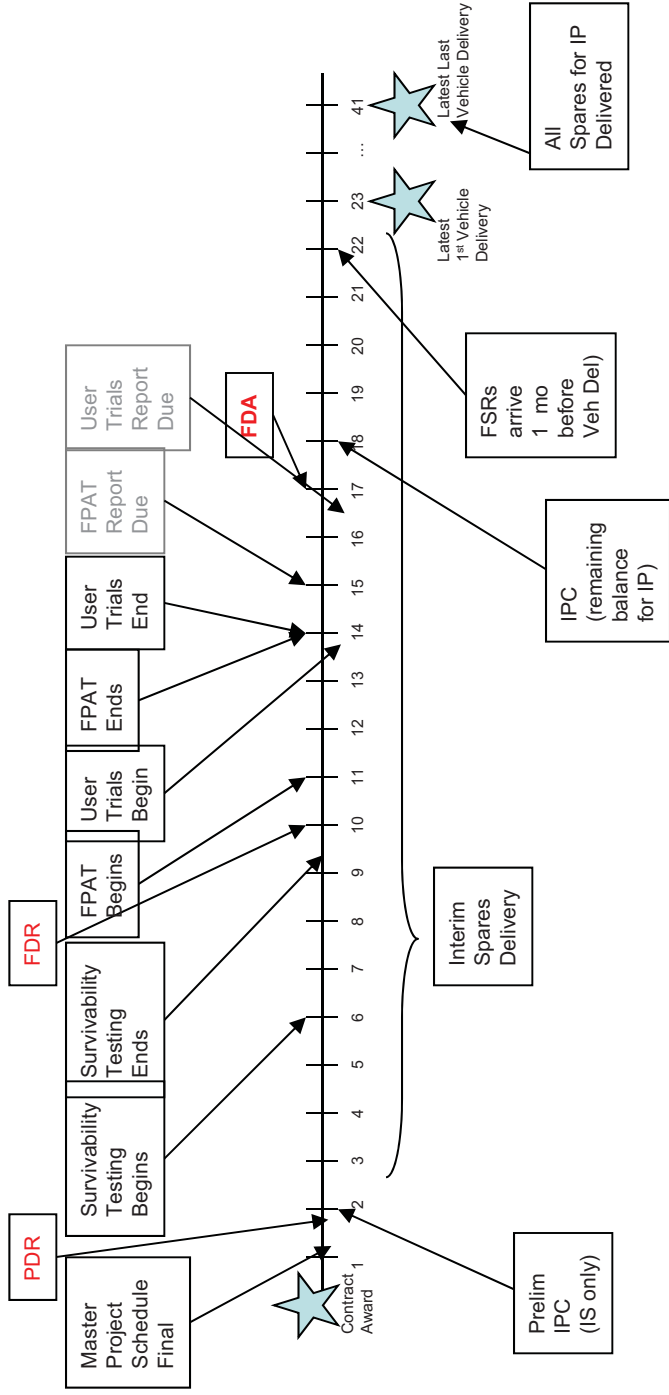 PDR
FDR
Master
Project
Schedule
Final
Survivability
Testing
Begins
Survivability
Testing
Ends
FPAT
Begins
User
Trials
Begin
FPAT
Ends
User
Trials
End
FPAT
Report
Due
User
Trials
Report
Due
FDA
Contract
Award
1 2 3 4 5 6 7 8 9 10 11 12 13 14 15 16 17 18 19 20 21 22 23 ... 41
Latest
1st Vehicle
Delivery
Latest Last
Vehicle Delivery
Prelim
IPC
(IS only)
Interim
Spares
Delivery
IPC
(remaining
balance
for IP)
FSRs
arrive
1 mo
before
Veh Del)
All
Spares for IP
Delivered